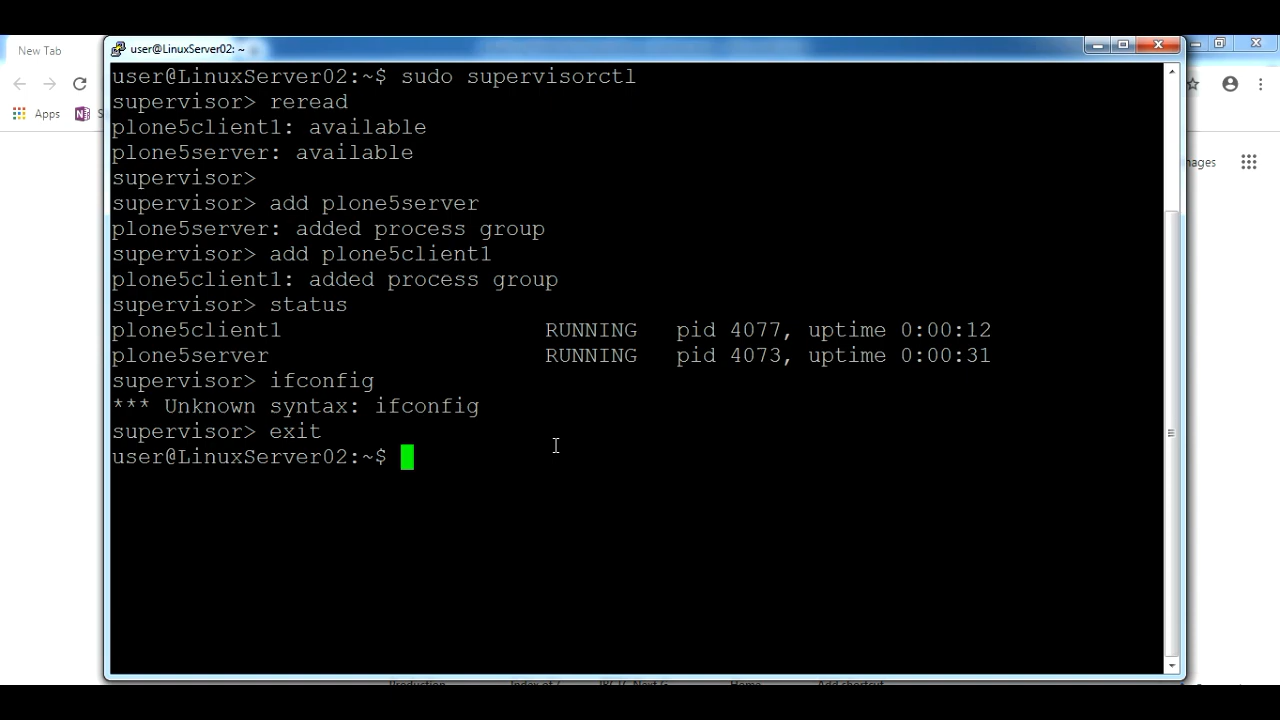 New Tab
user@LinuxServer02: ~
Apps
user@LinuxServer02:~$ sudo supervisorctl
supervisor> reread
plone5client1: available
plone5server: available
supervisor>
supervisor> add plone5server
plone5server: added process group
supervisor> add plone5client1
plone5client1: added process group
supervisor> status
plone5client1 RUNNING pid 4077, uptime 0:00:12
plone5server RUNNING pid 4073, uptime 0:00:31
supervisor> ifconfig
*** Unknown syntax: ifconfig
supervisor> exit
user@LinuxServer02:~$